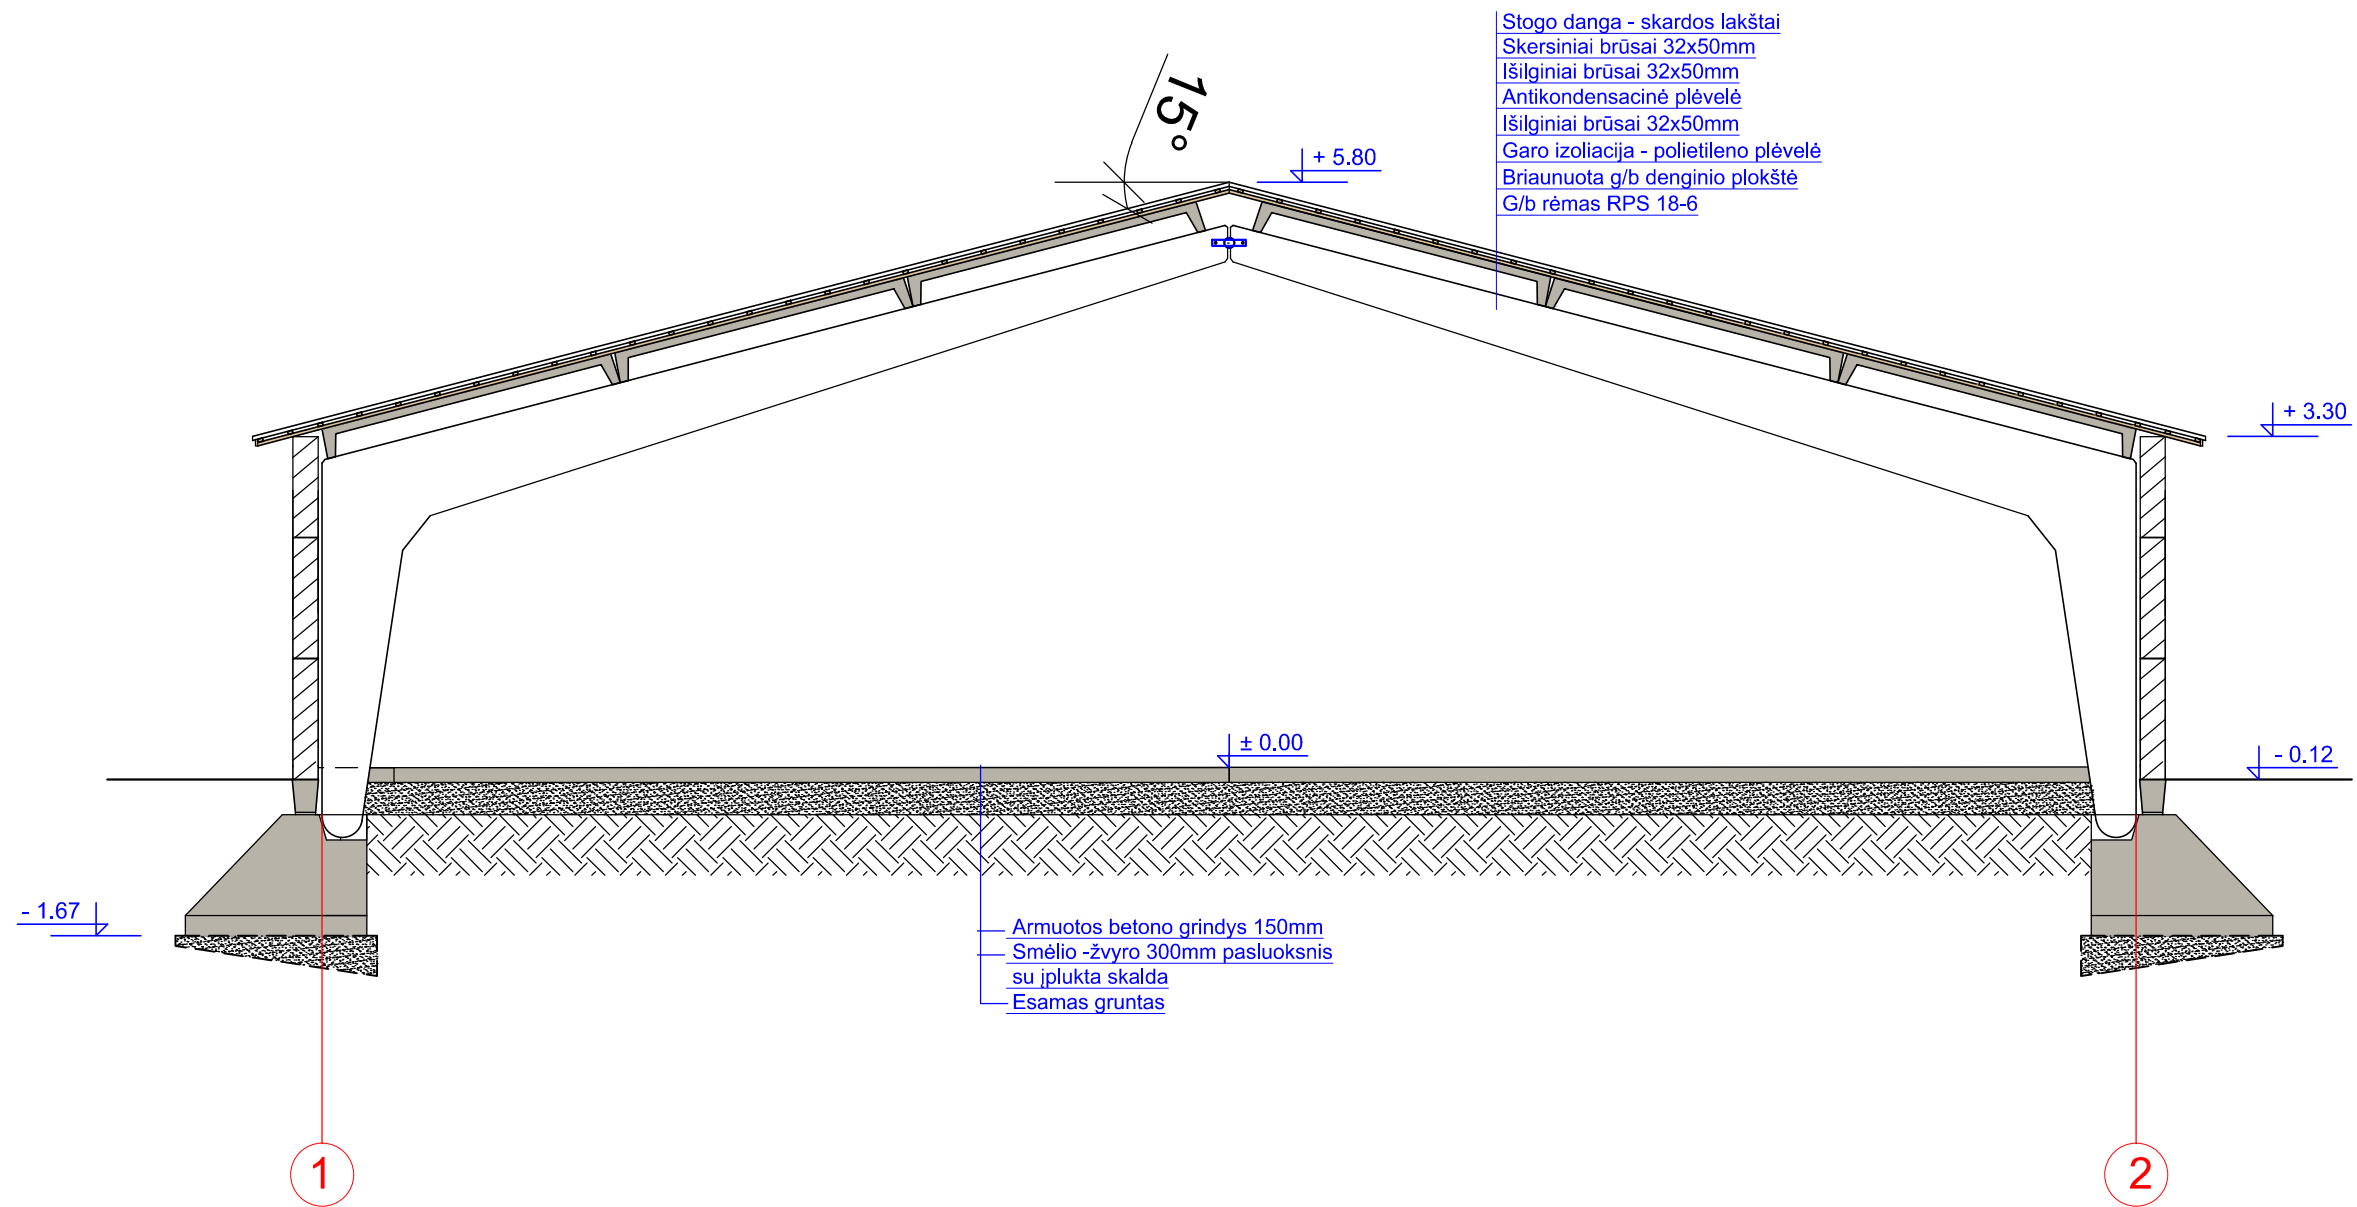 Stogo danga - skardos lakštai
Skersiniai brūsai 32x50mm
Išilginiai brūsai 32x50mm
Antikondensacinė plėvelė
Išilginiai brūsai 32x50mm
Garo izoliacija - polietileno plėvelė
Briaunuota g/b denginio plokštė
G/b rėmas RPS 18-6
15°
+ 5.80
+ 3.30
± 0.00
- 0.12
- 1.67
Armuotos betono grindys 150mm
Smėlio -žvyro 300mm pasluoksnis
su įplukta skalda
Esamas gruntas
1
2